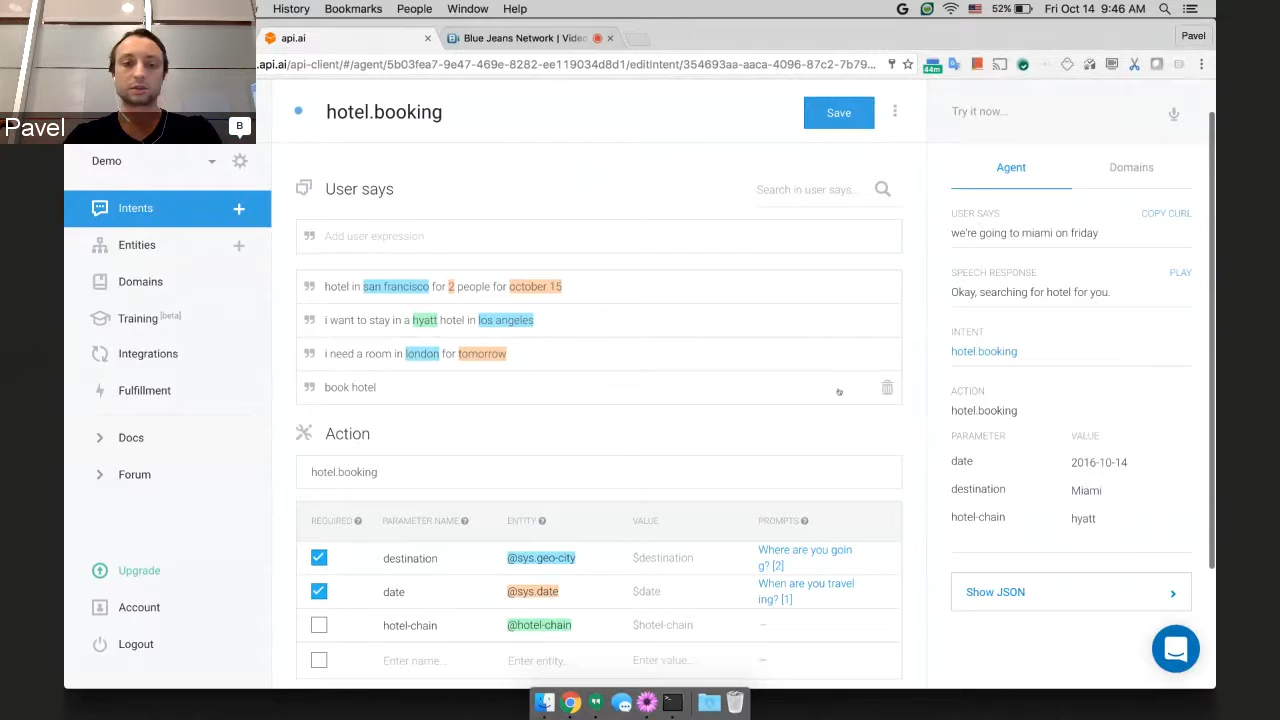 History Bookmarks People Window Help 52% Fri Oct 14 9:46 AM
api.ai
Blue Jeans Network | Video
Pavel
.ai/api-client/#/agent/5b03fea7-9e47-469e-8282-ee119034d8d1/editIntent/354693aa-aaca-4096-87c2-7b79...
44m
Pavel
B
Demo
Intents
Entities
Domains
Training [beta]
Integrations
Fulfillment
Docs
Forum
Upgrade
Account
Logout
hotel.booking
Save
User says
Search in user says...
Add user expression
hotel in san francisco for 2 people for october 15
i want to stay in a hyatt hotel in los angeles
i need a room in london for tomorrow
book hotel
Action
hotel.booking
REQUIRED PARAMETER NAME ENTITY VALUE PROMPTS
destination @sys.geo-city $destination Where are you goin
g? [2]
date @sys.date $date When are you travel
ing? [1]
hotel-chain @hotel-chain $hotel-chain –
Enter name... Enter entity... Enter value... –
Try it now...
Agent Domains
USER SAYS COPY CURL
we're going to miami on friday
SPEECH RESPONSE PLAY
Okay, searching for hotel for you.
INTENT
hotel.booking
ACTION
hotel.booking
PARAMETER VALUE
date 2016-10-14
destination Miami
hotel-chain hyatt
Show JSON